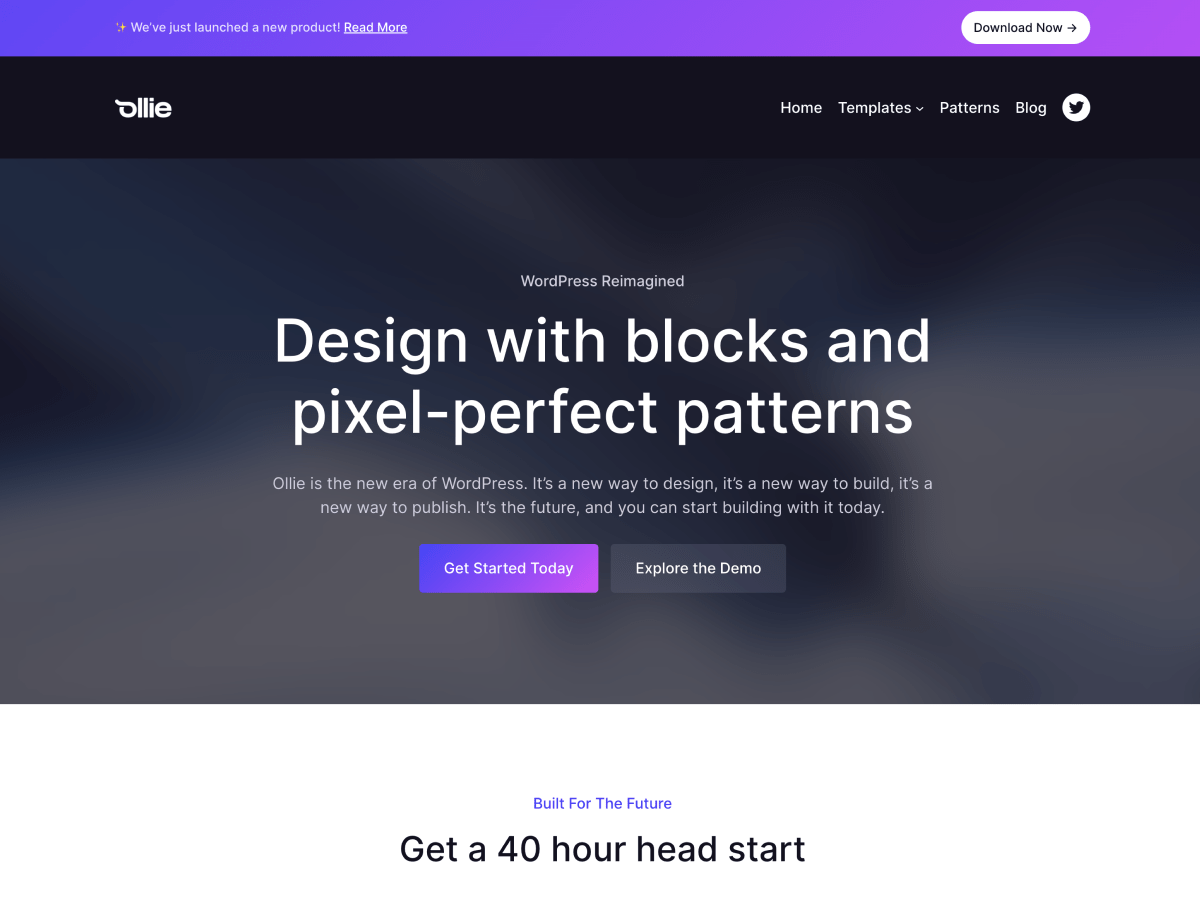 ✨ We’ve just launched a new product! Read More
Download Now →
ollie
Home
Templates
Patterns
Blog
WordPress Reimagined
Design with blocks and
pixel-perfect patterns
Ollie is the new era of WordPress. It’s a new way to design, it’s a new way to build, it’s a
new way to publish. It’s the future, and you can start building with it today.
Get Started Today
Explore the Demo
Built For The Future
Get a 40 hour head start